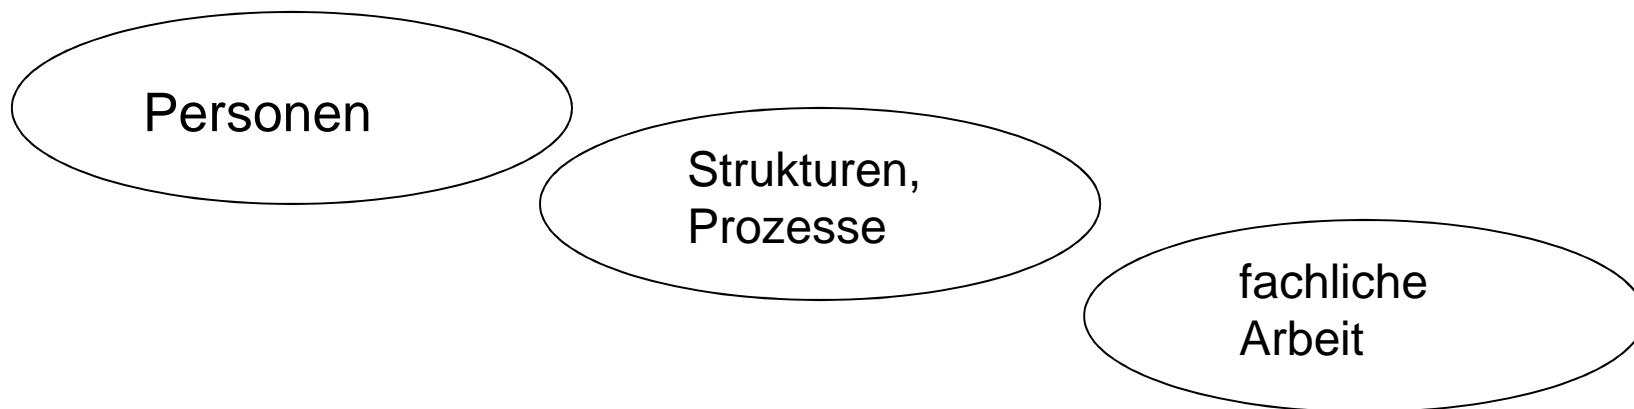 Personen
Strukturen,
Prozesse
fachliche
Arbeit